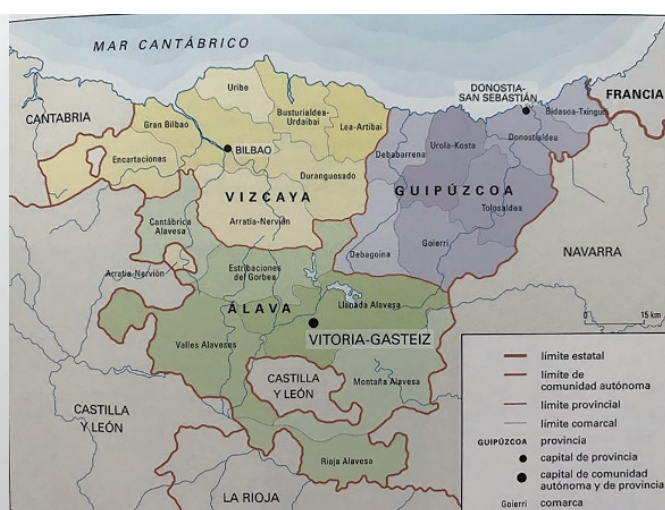 MAR CANTÁBRICO
CANTABRIA
Uribe
Busturialdea-
Urdaibai
Gran Bilbao
Lea-Artibai
BILBAO
Encartaciones
Duranguesado
VIZCAYA
Arratia-Nervión
DONOSTIA-
SAN SEBASTIÁN
Bidasoa-Txingudi
FRANCIA
Donostialdea
Debabarrena
Urola-Kosta
GUIPÚZCOA
Tolosaldea
Goierri
Debagoina
NAVARRA
Cantábrica
Alavesa
Arratia-Nervión
Estribaciones
del Gorbea
ÁLAVA
Llanada Alavesa
VITORIA-GASTEIZ
Valles Alaveses
CASTILLA
Y LEÓN
Montaña Alavesa
CASTILLA
Y LEÓN
Rioja Alavesa
LA RIOJA
0 15 km
límite estatal
límite de
comunidad autónoma
límite provincial
límite comarcal
GUIPÚZCOA provincia
capital de provincia
capital de comunidad
autónoma y de provincia
Goierri comarca